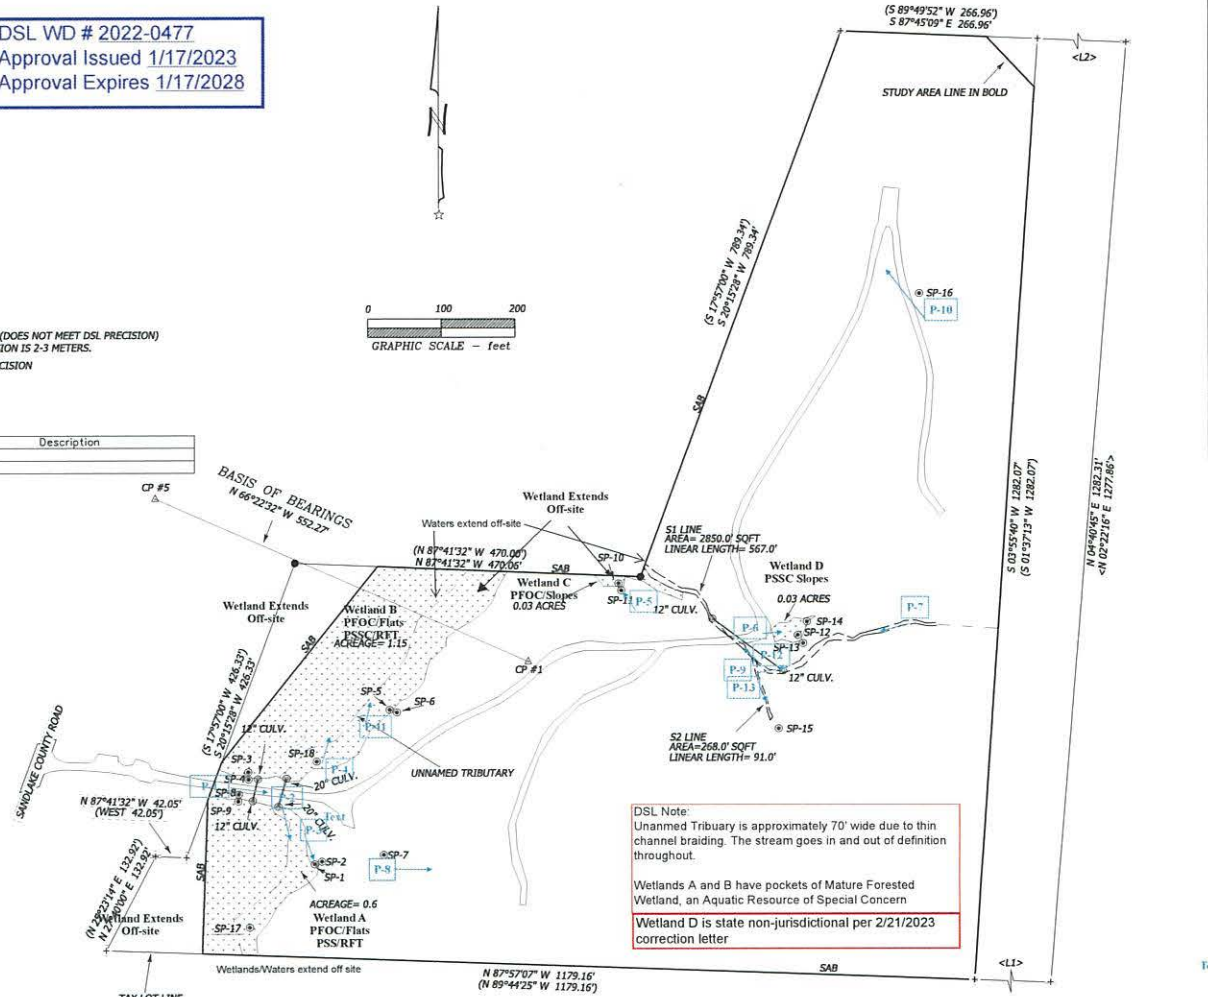 DSL WD # 2022-0477
Approval Issued 1/17/2023
Approval Expires 1/17/2028
(S 89°49'52" W 266.96')
S 87°45'09" E 266.96'
<L2>
STUDY AREA LINE IN BOLD
N
0 100 200
GRAPHIC SCALE – feet
(DOES NOT MEET DSL PRECISION)
ION IS 2-3 METERS.
CISION
Description
(S 17°57'00" W 789.34')
S 20°15'28" W 789.34'
SAB
SP-16
P-10
S 03°55'40" W 1282.07'
(S 01°37'13" W 1282.07')
N 04°40'45" E 1282.31'
<N 02°22'16" E 1277.86'>
CP #5
BASIS OF BEARINGS
N 66°22'32" W 552.27'
Wetland Extends
Off-site
Waters extend off-site
(N 87°41'32" W 470.06')
N 87°41'32" W 470.06'
SAB
SP-10
Wetland C
PFOC/Slopes
0.03 ACRES
SP-11
P-5
12" CULV.
S1 LINE
AREA= 2850.0' SQFT
LINEAR LENGTH= 567.0'
Wetland D
PSSC Slopes
0.03 ACRES
P-7
P-6
SP-14
SP-12
SP-13
P-12
P-9
12" CULV.
P-13
SP-15
S2 LINE
AREA=268.0' SQFT
LINEAR LENGTH= 91.0'
Wetland Extends
Off-site
Wetland B
PFOC/Flats
PSSC/RFT
ACREAGE= 1.15
SAB
CP #1
(S 17°57'00" W 426.33')
S 20°15'28" W 426.33'
SP-5
SP-6
P-11
12" CULV.
SP-3
SP-18
P-4
UNNAMED TRIBUTARY
SANDLAKE COUNTY ROAD
SP-4
20" CULV.
SP-8
P-2
N 87°41'32" W 42.05'
(WEST 42.05')
SP-9
12" CULV.
20" CULV.
Text
P-3
SP-7
SP-2
P-8
SP-1
SAB
ACREAGE= 0.6
Wetland A
PFOC/Flats
PSS/RFT
SP-17
Wetland Extends
Off-site
Wetlands/Waters extend off site
TAX LOT LINE
N 87°57'07" W 1179.16'
(N 89°44'25" W 1179.16')
SAB
<L1>
DSL Note:
Unanmed Tribuary is approximately 70' wide due to thin
channel braiding. The stream goes in and out of definition
throughout.
Wetlands A and B have pockets of Mature Forested
Wetland, an Aquatic Resource of Special Concern
Wetland D is state non-jurisdictional per 2/21/2023
correction letter